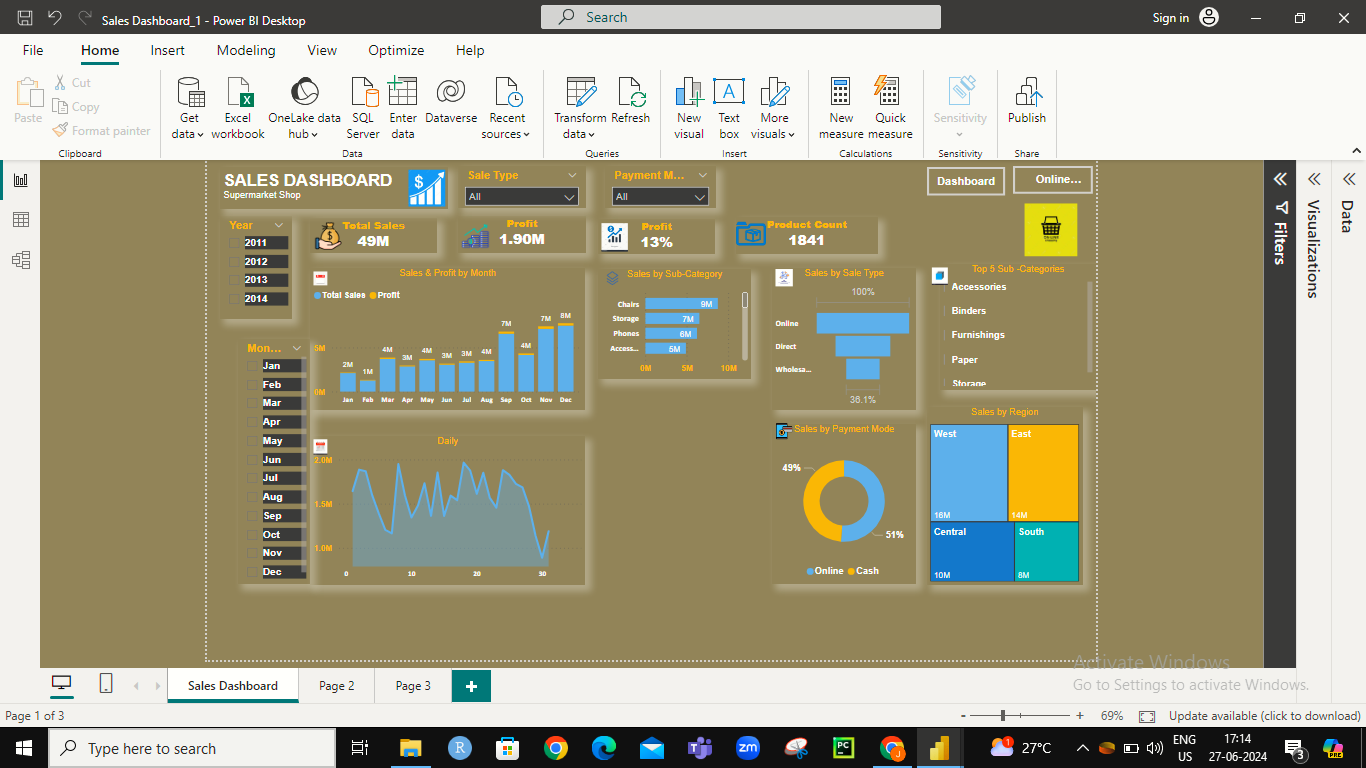 Sales Dashboard_1 - Power BI Desktop
Search
Sign in
File Home Insert Modeling View Optimize Help
Paste
Cut
Copy
Format painter
Clipboard
Get data
Excel workbook
OneLake data hub
SQL Server
Enter data
Dataverse
Recent sources
Data
Transform data
Refresh
Queries
New visual
Text box
More visuals
Insert
New measure
Quick measure
Calculations
Sensitivity
Sensitivity
Publish
Share
SALES DASHBOARD
Supermarket Shop
$
Sale Type
All
Payment M...
All
Dashboard
Online...
Year
2011
2012
2013
2014
Total Sales
49M
Profit
1.90M
Profit
13%
Product Count
1841
Mon...
Jan
Feb
Mar
Apr
May
Jun
Jul
Aug
Sep
Oct
Nov
Dec
Sales & Profit by Month
Total Sales Profit
5M
0M
2M 1M 4M 3M 4M 3M 3M 4M 7M 4M 7M 8M
Jan Feb Mar Apr May Jun Jul Aug Sep Oct Nov Dec
Sales by Sub-Category
Chairs 9M
Storage 7M
Phones 6M
Access... 5M
0M 5M 10M
Sales by Sale Type
100%
Online
Direct
Wholesa...
36.1%
Top 5 Sub -Categories
Accessories
Binders
Furnishings
Paper
Storage
Daily
2.0M
1.5M
1.0M
0 10 20 30
Sales by Payment Mode
49%
51%
Online Cash
Sales by Region
West
16M
East
14M
Central
10M
South
8M
Filters
Visualizations
Data
Activate Windows
Go to Settings to activate Windows.
Sales Dashboard Page 2 Page 3
Page 1 of 3
69%
Update available (click to download)
Type here to search
27°C
ENG
US
17:14
27-06-2024
3